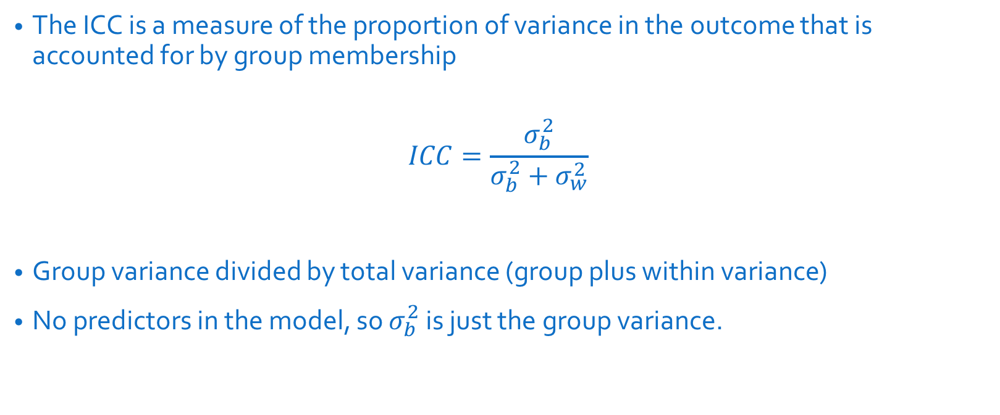 • The ICC is a measure of the proportion of variance in the outcome that is
accounted for by group membership
$ICC = \frac{\sigma_b^2}{\sigma_b^2 + \sigma_w^2}$
• Group variance divided by total variance (group plus within variance)
• No predictors in the model, so $\sigma_b^2$ is just the group variance.